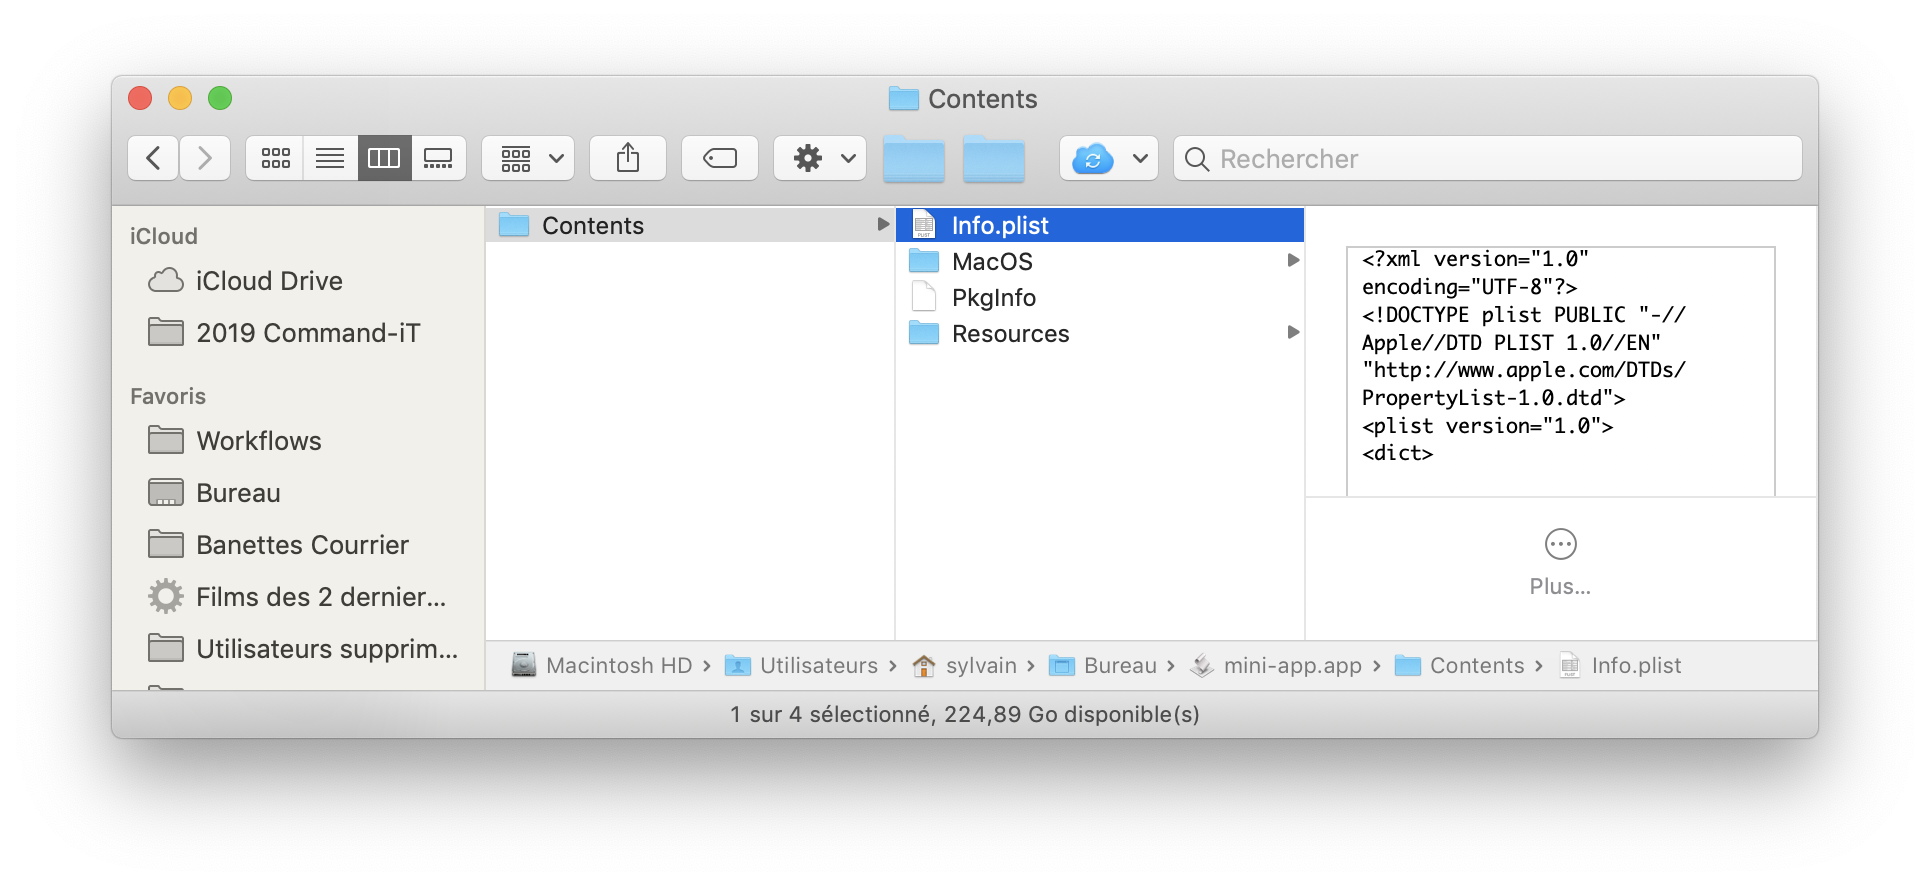 Contents
Rechercher
iCloud
iCloud Drive
2019 Command-iT
Favoris
Workflows
Bureau
Banettes Courrier
Films des 2 dernier...
Utilisateurs supprim...
Contents
Info.plist
MacOS
PkgInfo
Resources
<?xml version="1.0"
encoding="UTF-8"?>
<!DOCTYPE plist PUBLIC "-//
Apple//DTD PLIST 1.0//EN"
"http://www.apple.com/DTDs/
PropertyList-1.0.dtd">
<plist version="1.0">
<dict>
Plus...
Macintosh HD › Utilisateurs › sylvain › Bureau › mini-app.app › Contents › Info.plist
1 sur 4 sélectionné, 224,89 Go disponible(s)